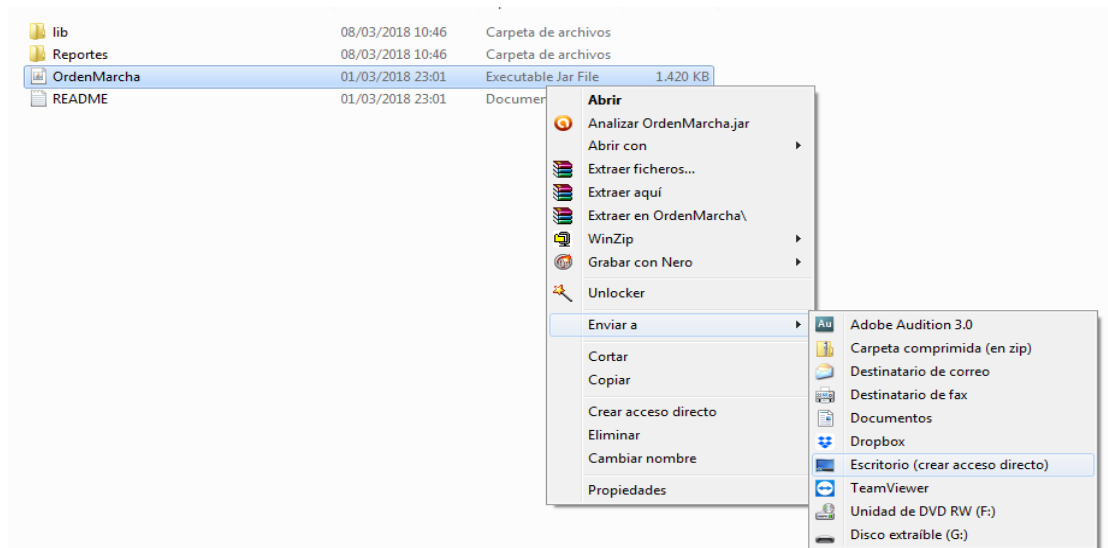 lib 08/03/2018 10:46 Carpeta de archivos
Reportes 08/03/2018 10:46 Carpeta de archivos
OrdenMarcha 01/03/2018 23:01 Executable Jar File 1.420 KB
README 01/03/2018 23:01 Documen
Abrir
Analizar OrdenMarcha.jar
Abrir con
Extraer ficheros...
Extraer aquí
Extraer en OrdenMarcha\
WinZip
Grabar con Nero
Unlocker
Enviar a
Cortar
Copiar
Crear acceso directo
Eliminar
Cambiar nombre
Propiedades
Au Adobe Audition 3.0
Carpeta comprimida (en zip)
Destinatario de correo
Destinatario de fax
Documentos
Dropbox
Escritorio (crear acceso directo)
TeamViewer
Unidad de DVD RW (F:)
Disco extraíble (G:)